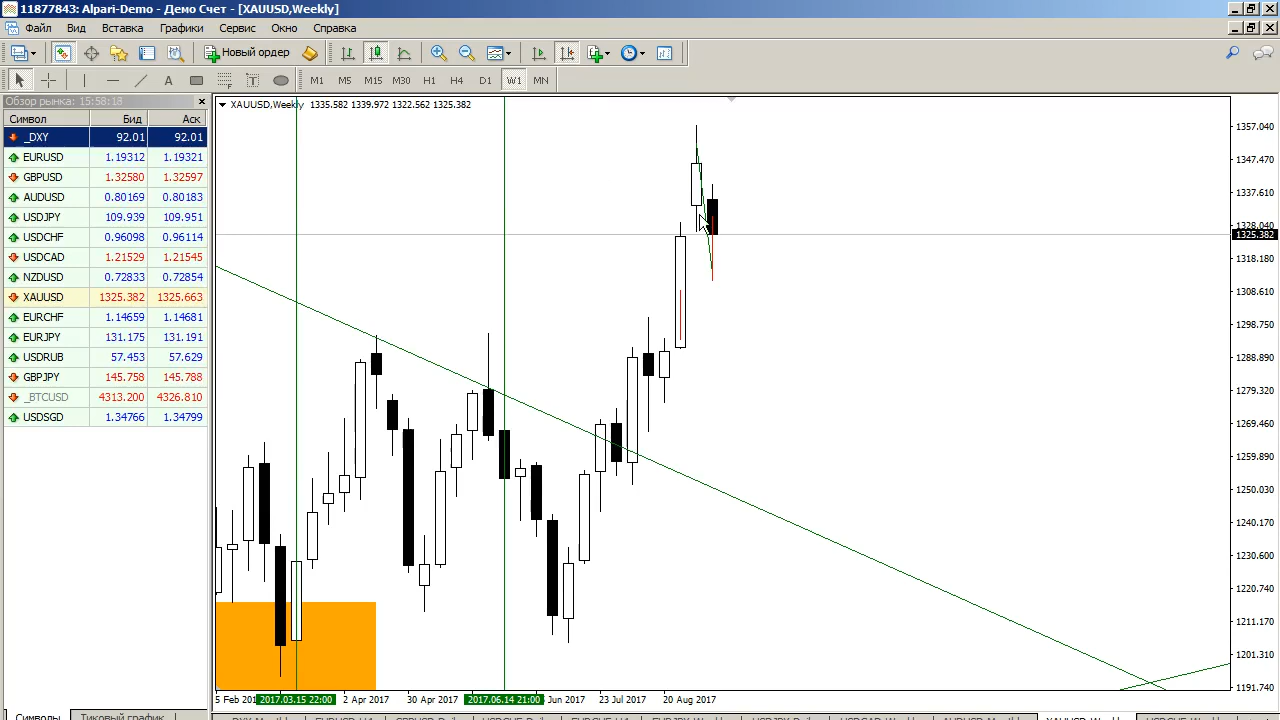 11877843: Alpari-Demo - Демо Счет - [XAUUSD,Weekly]
Файл Вид Вставка Графики Сервис Окно Справка
Новый ордер
A T M1 M5 M15 M30 H1 H4 D1 W1 MN
Обзор рынка: 15:58:18
Символ Бид Аск
_DXY 92.01 92.01
EURUSD 1.19312 1.19321
GBPUSD 1.32580 1.32597
AUDUSD 0.80169 0.80183
USDJPY 109.939 109.951
USDCHF 0.96098 0.96114
USDCAD 1.21529 1.21545
NZDUSD 0.72833 0.72854
XAUUSD 1325.382 1325.663
EURCHF 1.14659 1.14681
EURJPY 131.175 131.191
USDRUB 57.453 57.629
GBPJPY 145.758 145.788
_BTCUSD 4313.200 4326.810
USDSGD 1.34766 1.34799
XAUUSD,Weekly 1335.582 1339.972 1322.562 1325.382
1357.040
1347.470
1337.610
1328.040
1325.382
1318.180
1308.610
1298.750
1288.890
1279.320
1269.460
1259.890
1250.030
1240.170
1230.600
1220.740
1211.170
1201.310
1191.740
5 Feb 201 2017.03.15 22:00 2 Apr 2017 30 Apr 2017 2017.06.14 21:00 Jun 2017 23 Jul 2017 20 Aug 2017
Символы Тиковый график